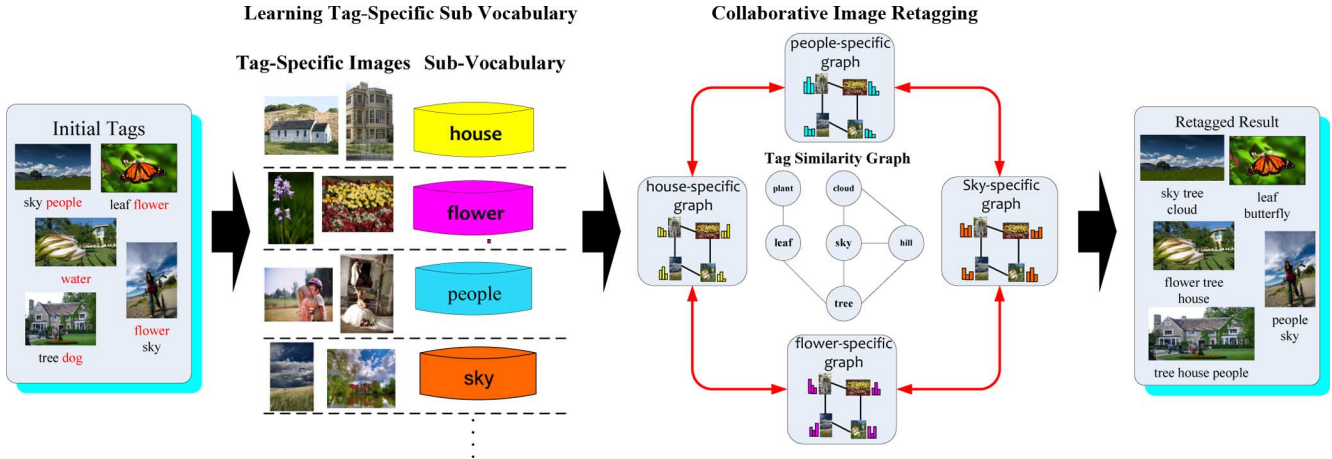 Learning Tag-Specific Sub Vocabulary
Collaborative Image Retagging
Initial Tags
sky people
leaf flower
water
flower
sky
tree dog
Tag-Specific Images
Sub-Vocabulary
house
flower
people
sky
people-specific
graph
house-specific
graph
Tag Similarity Graph
plant
cloud
leaf
sky
hill
tree
Sky-specific
graph
flower-specific
graph
Retagged Result
sky tree
cloud
leaf
butterfly
flower tree
house
people
sky
tree house people